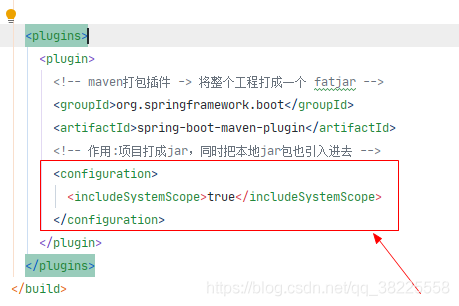 <plugins>
<plugin>
<!-- maven打包插件 -> 将整个工程打成一个 fatjar -->
<groupId>org.springframework.boot</groupId>
<artifactId>spring-boot-maven-plugin</artifactId>
<!-- 作用:项目打成jar，同时把本地jar包也引入进去 -->
<configuration>
<includeSystemScope>true</includeSystemScope>
</configuration>
</plugin>
</plugins>
</build>
https://blog.csdn.net/qq_38225558